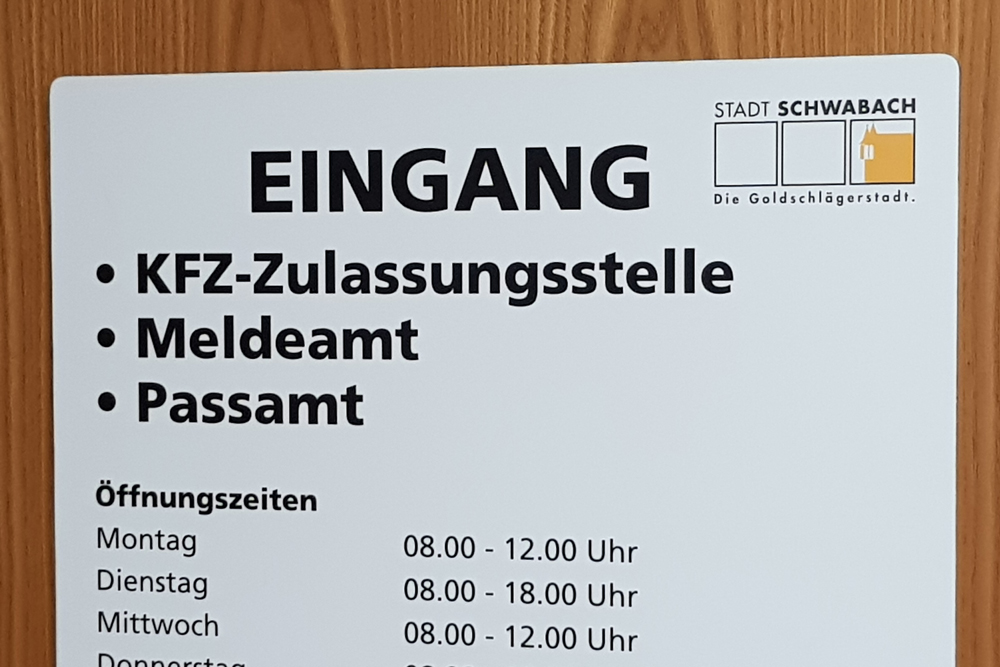 STADT SCHWABACH
Die Goldschlägerstadt.
EINGANG
• KFZ-Zulassungsstelle
• Meldeamt
• Passamt
Öffnungszeiten
Montag 08.00 - 12.00 Uhr
Dienstag 08.00 - 18.00 Uhr
Mittwoch 08.00 - 12.00 Uhr
Donnerstag